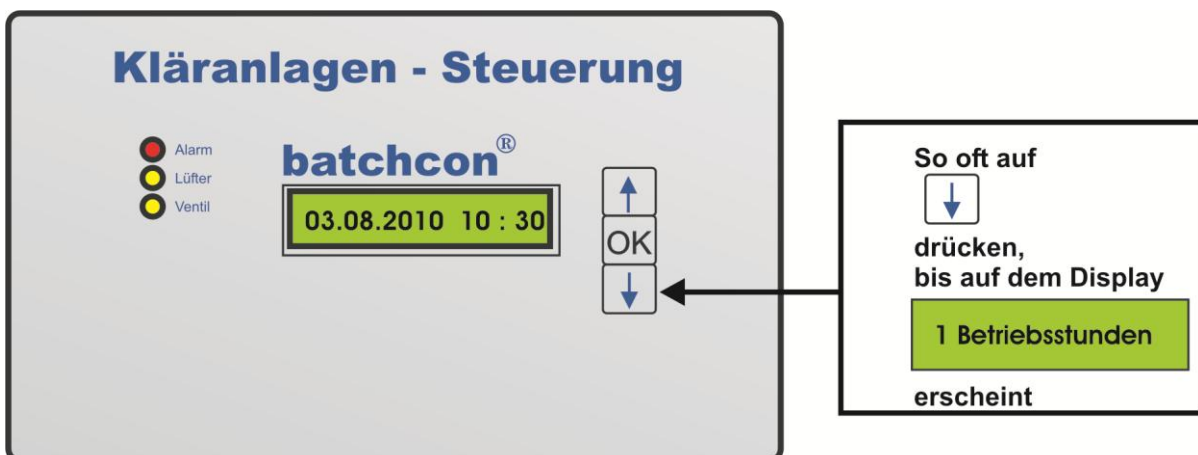 Kläranlagen - Steuerung
Alarm
Lüfter
Ventil
batchcon®
03.08.2010 10 : 30
↑
OK
↓
So oft auf
↓
drücken,
bis auf dem Display
1 Betriebsstunden
erscheint